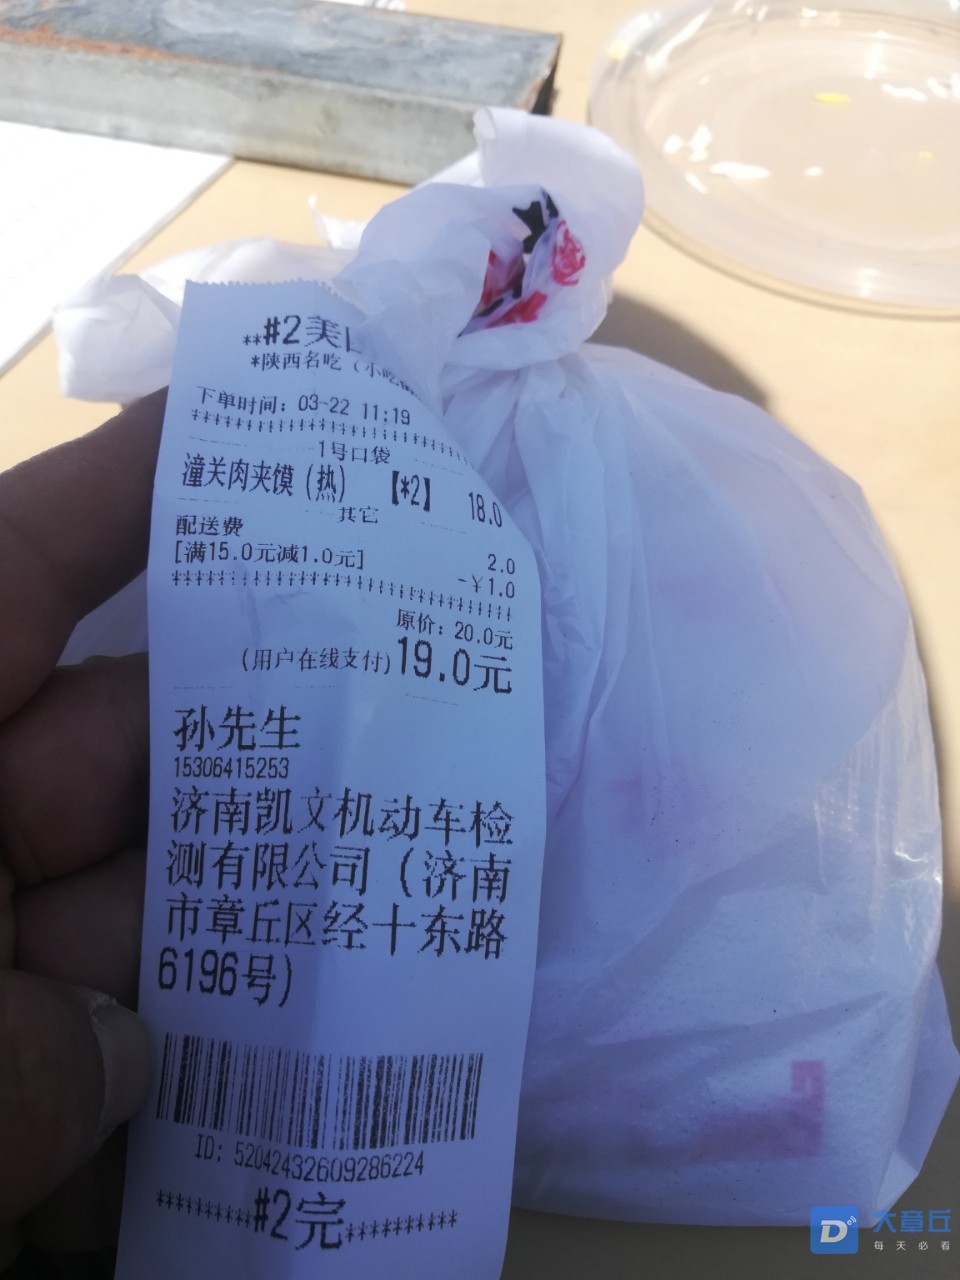 **#2美
*陕西名吃（小吃
下单时间：03-22 11:19
1号口袋
潼关肉夹馍（热） 【*2】 18.0
其它
配送费 2.0
[满15.0元减1.0元] -￥1.0
原价：20.0元
(用户在线支付)19.0元
孙先生
15306415253
济南凯文机动车检
测有限公司（济南
市章丘区经十东路
6196号)
ID: 520424326092862​24
*********#2完**********
大章丘
每天必看